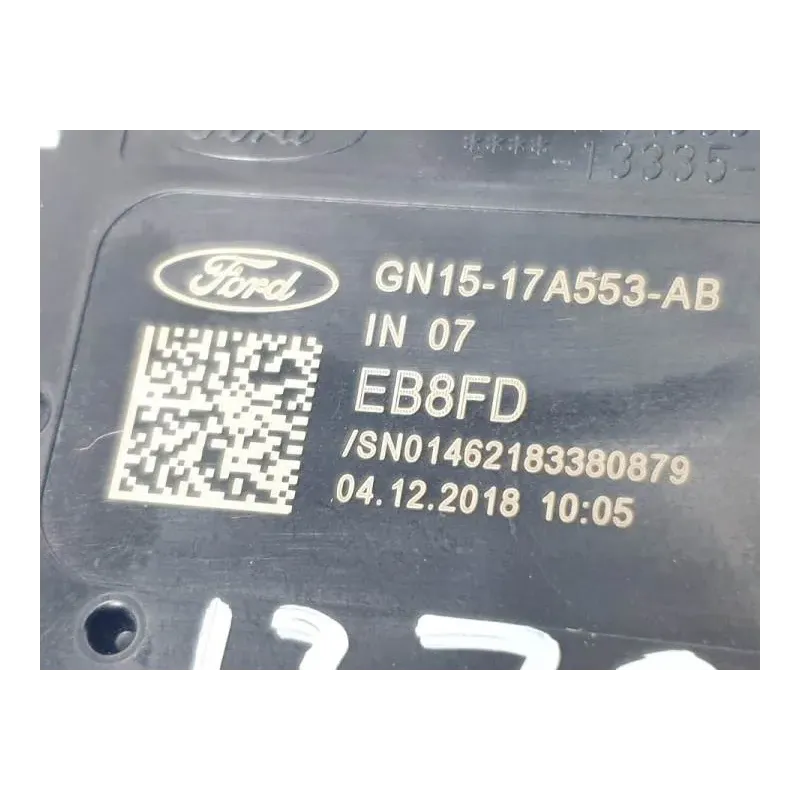 ****-13335-
Ford
GN15-17A553-AB
IN 07
EB8FD
/SN01462183380879
04.12.2018 10:05